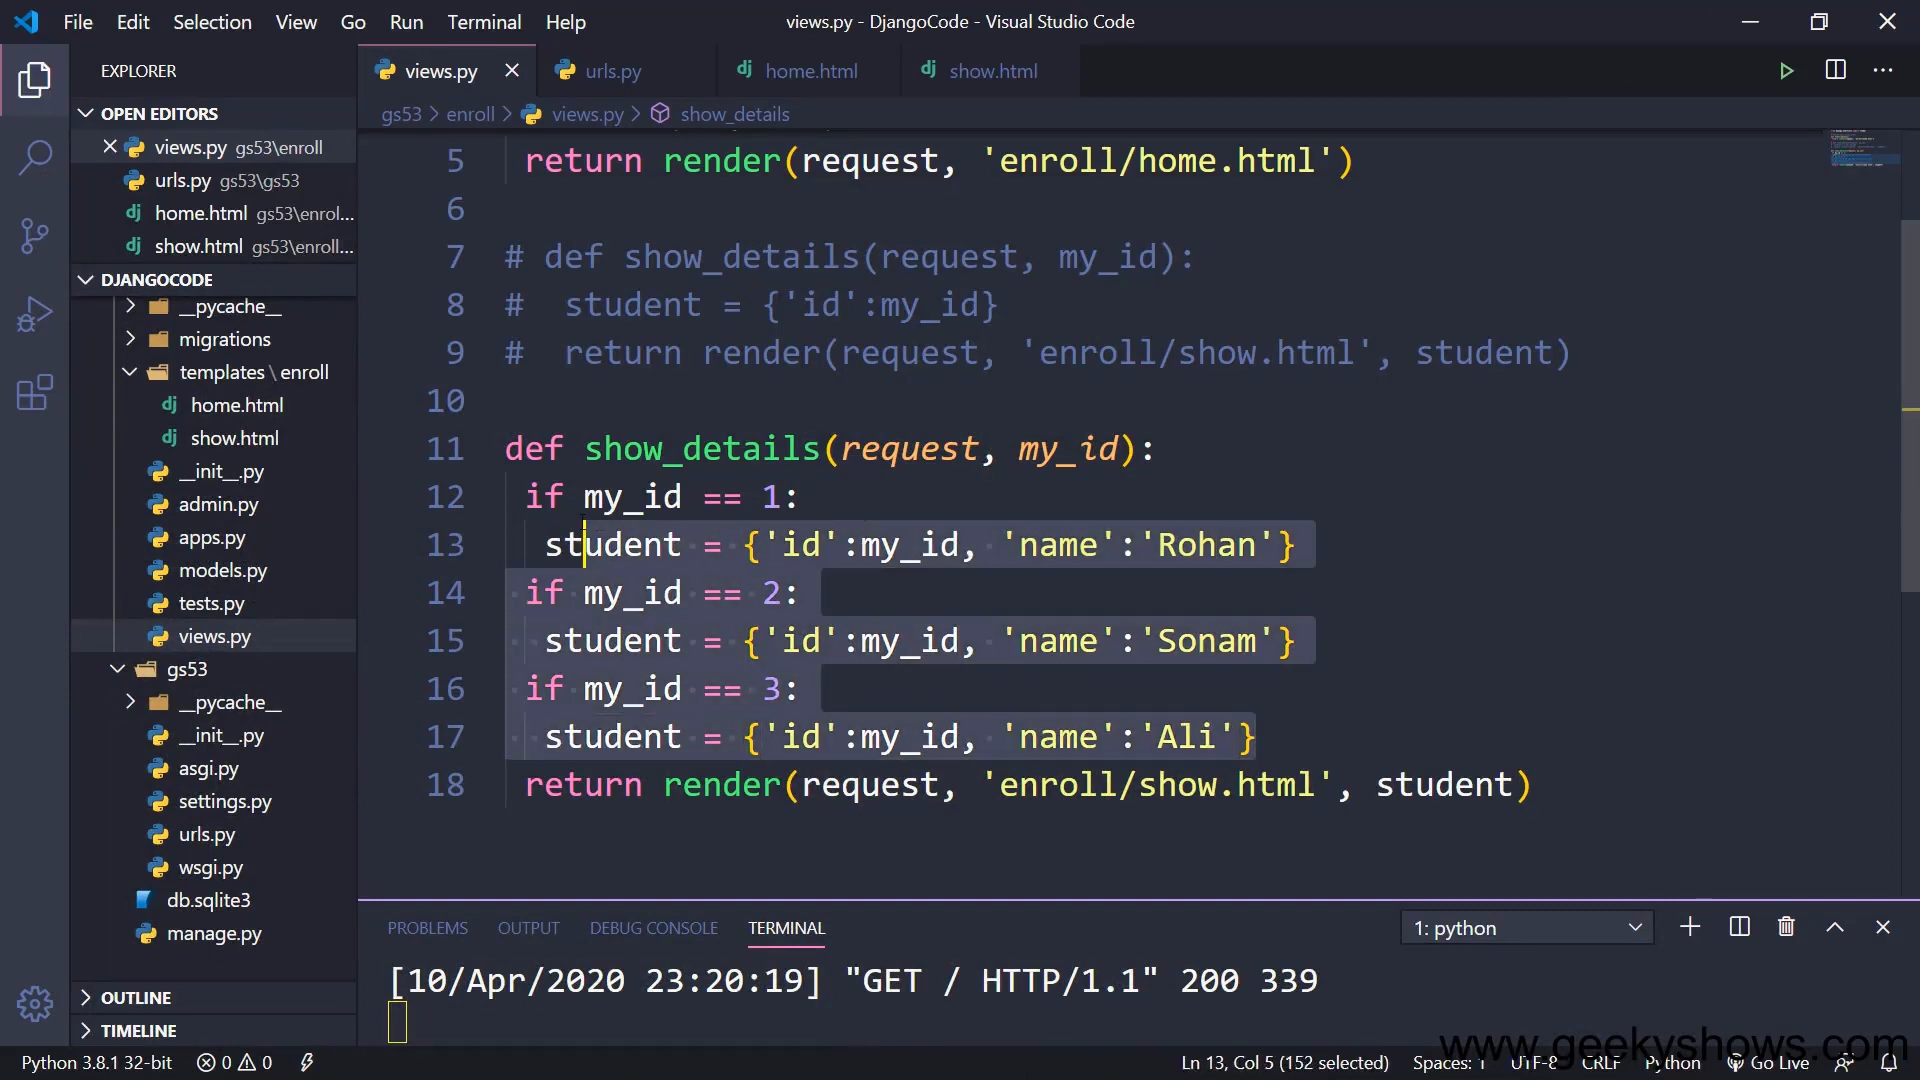 File Edit Selection View Go Run Terminal Help
views.py - DjangoCode - Visual Studio Code
EXPLORER
OPEN EDITORS
views.py gs53\enroll
urls.py gs53\gs53
home.html gs53\enrol...
show.html gs53\enroll...
DJANGOCODE
__pycache__
migrations
templates \ enroll
home.html
show.html
__init__.py
admin.py
apps.py
models.py
tests.py
views.py
gs53
__pycache__
__init__.py
asgi.py
settings.py
urls.py
wsgi.py
db.sqlite3
manage.py
OUTLINE
TIMELINE
views.py urls.py home.html show.html
gs53 > enroll > views.py > show_details
5 return render(request, 'enroll/home.html')
6
7 # def show_details(request, my_id):
8 #  student = {'id':my_id}
9 #  return render(request, 'enroll/show.html', student)
10
11 def show_details(request, my_id):
12 if my_id == 1:
13 student = {'id':my_id, 'name':'Rohan'}
14 if my_id == 2:
15 student = {'id':my_id, 'name':'Sonam'}
16 if my_id == 3:
17 student = {'id':my_id, 'name':'Ali'}
18 return render(request, 'enroll/show.html', student)
PROBLEMS OUTPUT DEBUG CONSOLE TERMINAL
1: python
[10/Apr/2020 23:20:19] "GET / HTTP/1.1" 200 339
www.geekyshows.com
Python 3.8.1 32-bit 0 0 Ln 13, Col 5 (152 selected) Spaces: 1 UTF-8 CRLF Python Go Live